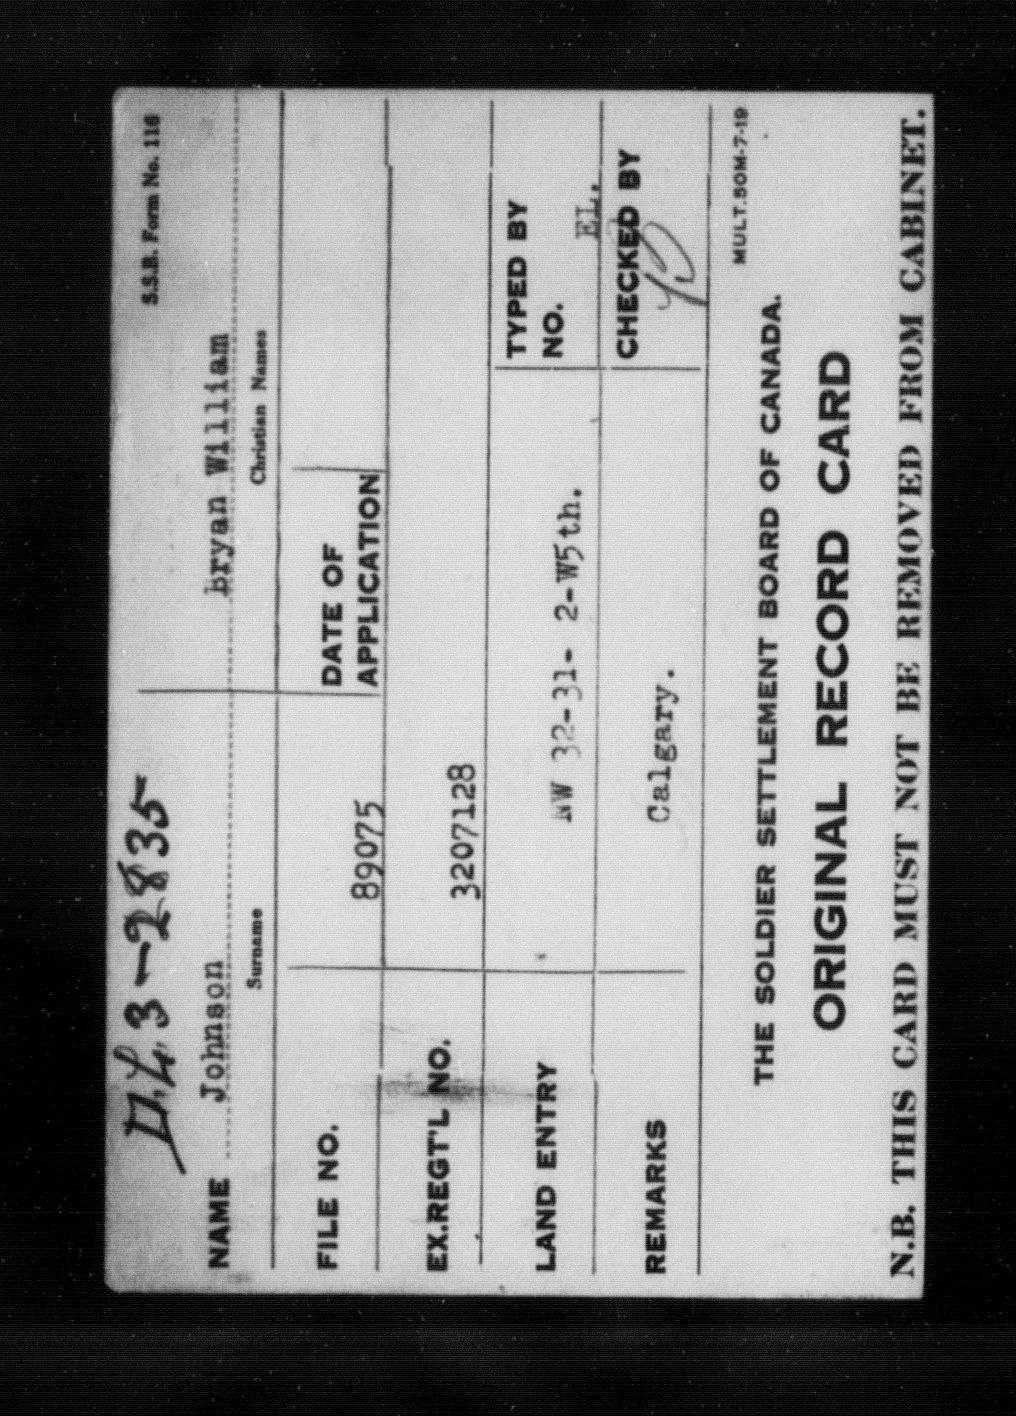 D.L. 3-2835
S.S.B. Form No. 116
NAME Johnson bryan William
Surname Christian Names
FILE NO. 89075 DATE OF APPLICATION
EX.REGT'L NO. 3207128
LAND ENTRY NW 32-31- 2-W5th.
TYPED BY
NO. EL.
REMARKS Calgary.
CHECKED BY
MULT.50M-7-19
THE SOLDIER SETTLEMENT BOARD OF CANADA.
ORIGINAL RECORD CARD
N.B. THIS CARD MUST NOT BE REMOVED FROM CABINET.